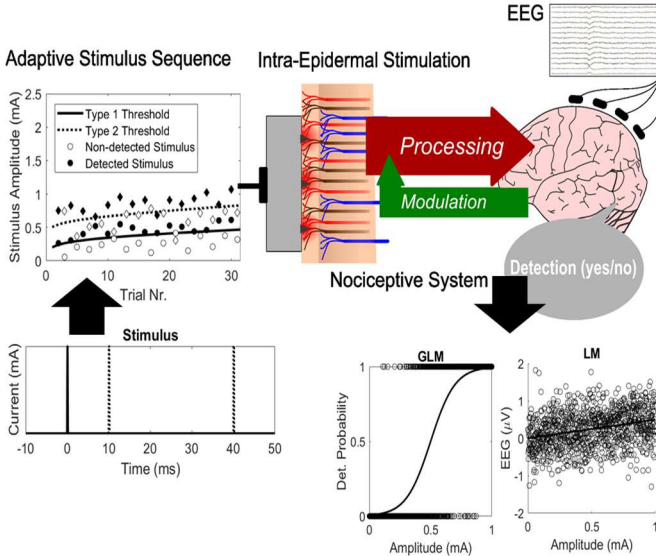 EEG
Adaptive Stimulus Sequence
Intra-Epidermal Stimulation
Stimulus Amplitude (mA)
2.5
2
1.5
1
0.5
0
Type 1 Threshold
Type 2 Threshold
Non-detected Stimulus
Detected Stimulus
1
10
20
30
Trial Nr.
Processing
Modulation
Nociceptive System
Detection (yes/no)
Stimulus
Current (mA)
-10
0
10
20
30
40
50
Time (ms)
GLM
Det. Probability
1
0.5
0
0
0.5
1
Amplitude (mA)
LM
EEG (μV)
2
1
0
-1
-2
0
0.5
1
Amplitude (mA)